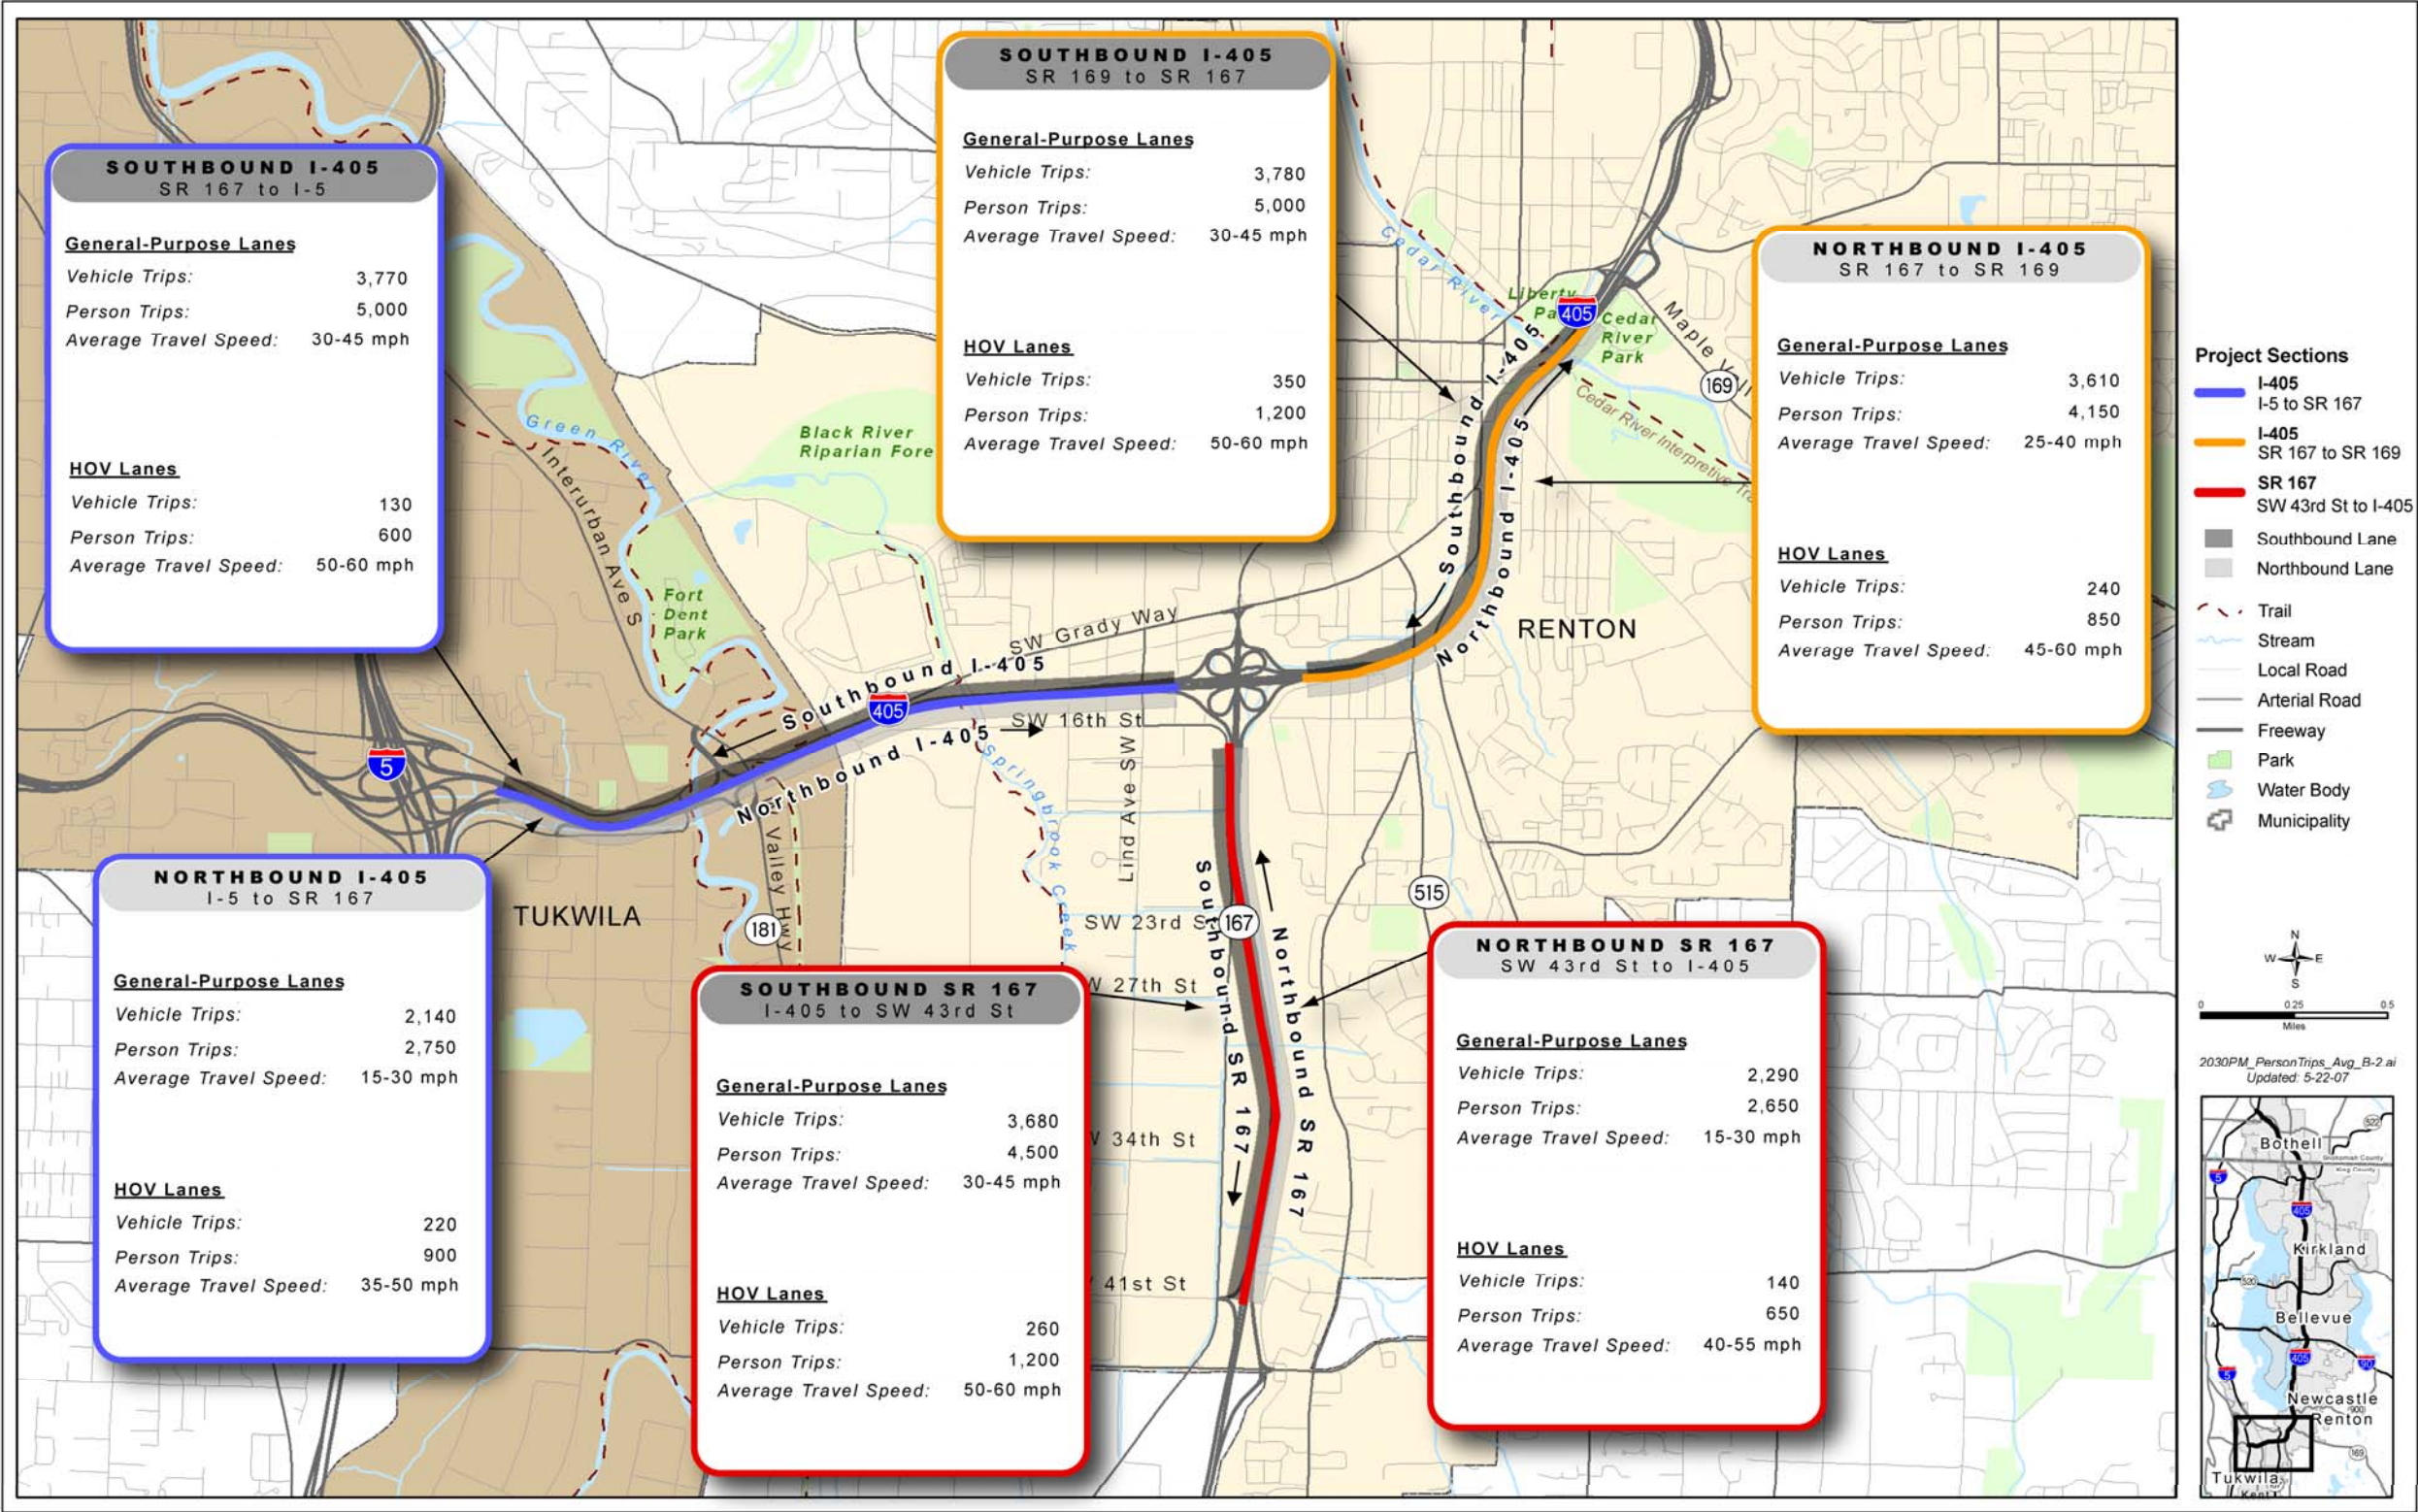 SOUTHBOUND I-405
SR 167 to I-5
General-Purpose Lanes
Vehicle Trips: 3,770
Person Trips: 5,000
Average Travel Speed: 30-45 mph
HOV Lanes
Vehicle Trips: 130
Person Trips: 600
Average Travel Speed: 50-60 mph
SOUTHBOUND I-405
SR 169 to SR 167
General-Purpose Lanes
Vehicle Trips: 3,780
Person Trips: 5,000
Average Travel Speed: 30-45 mph
HOV Lanes
Vehicle Trips: 350
Person Trips: 1,200
Average Travel Speed: 50-60 mph
NORTHBOUND I-405
SR 167 to SR 169
General-Purpose Lanes
Vehicle Trips: 3,610
Person Trips: 4,150
Average Travel Speed: 25-40 mph
HOV Lanes
Vehicle Trips: 240
Person Trips: 850
Average Travel Speed: 45-60 mph
NORTHBOUND I-405
I-5 to SR 167
General-Purpose Lanes
Vehicle Trips: 2,140
Person Trips: 2,750
Average Travel Speed: 15-30 mph
HOV Lanes
Vehicle Trips: 220
Person Trips: 900
Average Travel Speed: 35-50 mph
SOUTHBOUND SR 167
I-405 to SW 43rd St
General-Purpose Lanes
Vehicle Trips: 3,680
Person Trips: 4,500
Average Travel Speed: 30-45 mph
HOV Lanes
Vehicle Trips: 260
Person Trips: 1,200
Average Travel Speed: 50-60 mph
NORTHBOUND SR 167
SW 43rd St to I-405
General-Purpose Lanes
Vehicle Trips: 2,290
Person Trips: 2,650
Average Travel Speed: 15-30 mph
HOV Lanes
Vehicle Trips: 140
Person Trips: 650
Average Travel Speed: 40-55 mph
Green River
Interurban Ave S
Fort
Dent
Park
Black River
Riparian Fore
Cedar River
Liberty
Pa
405
Cedar
River
Park
Maple Vall
169
Cedar River Interpretive Tra
Southbound I-405
Northbound I-405
RENTON
SW Grady Way
Southbound I-405
405
Northbound I-405
SW 16th St
5
TUKWILA
Valley Hwy
181
Springbrook Creek
Lind Ave SW
SW 23rd S
167
515
W 27th St
W 34th St
41st St
Southbound SR 167
Northbound SR 167
Project Sections
I-405
I-5 to SR 167
I-405
SR 167 to SR 169
SR 167
SW 43rd St to I-405
Southbound Lane
Northbound Lane
Trail
Stream
Local Road
Arterial Road
Freeway
Park
Water Body
Municipality
N
W E
S
0 0.25 0.5
Miles
2030PM_PersonTrips_Avg_B-2.ai
Updated: 5-22-07
Bothell
522
Snohomish County
King County
5
405
Kirkland
520
Bellevue
405
90
5
Newcastle
900
Renton
169
Tukwila
Kent